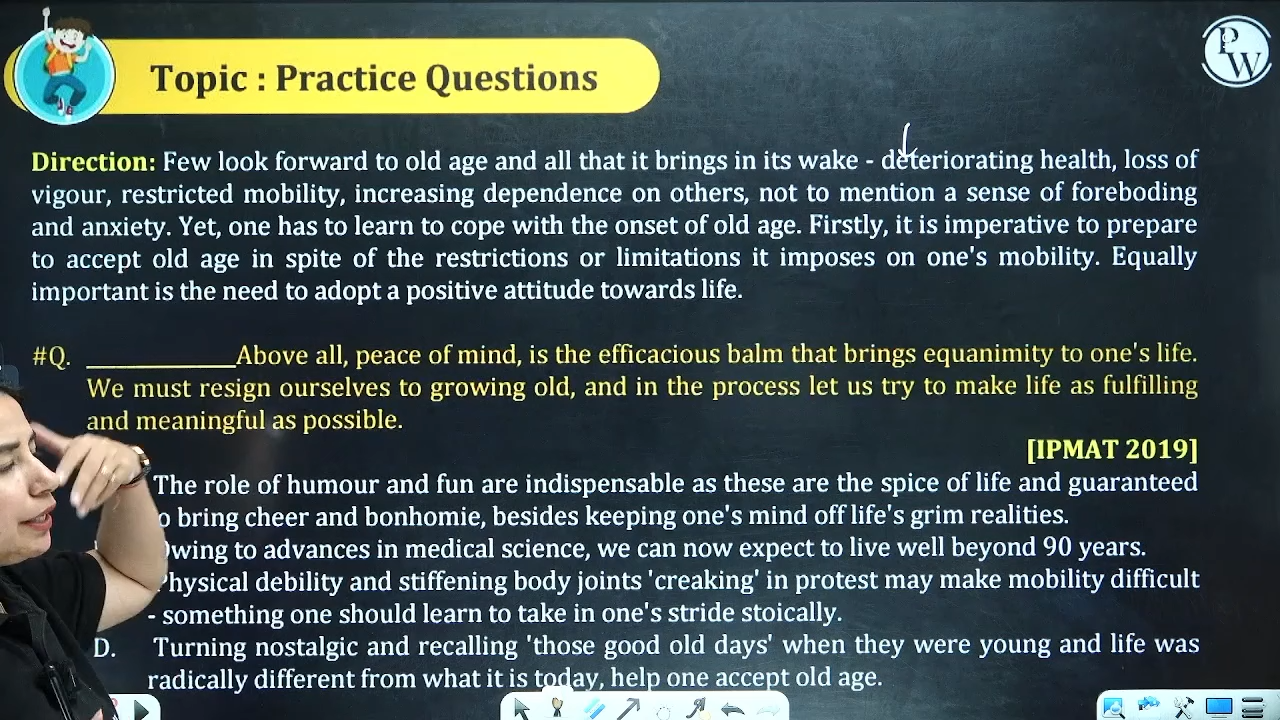 Topic : Practice Questions
PW
Direction: Few look forward to old age and all that it brings in its wake - deteriorating health, loss of
vigour, restricted mobility, increasing dependence on others, not to mention a sense of foreboding
and anxiety. Yet, one has to learn to cope with the onset of old age. Firstly, it is imperative to prepare
to accept old age in spite of the restrictions or limitations it imposes on one's mobility. Equally
important is the need to adopt a positive attitude towards life.
#Q. ____________Above all, peace of mind, is the efficacious balm that brings equanimity to one's life.
We must resign ourselves to growing old, and in the process let us try to make life as fulfilling
and meaningful as possible.
[IPMAT 2019]
The role of humour and fun are indispensable as these are the spice of life and guaranteed
o bring cheer and bonhomie, besides keeping one's mind off life's grim realities.
Owing to advances in medical science, we can now expect to live well beyond 90 years.
Physical debility and stiffening body joints 'creaking' in protest may make mobility difficult
- something one should learn to take in one's stride stoically.
D. Turning nostalgic and recalling 'those good old days' when they were young and life was
radically different from what it is today, help one accept old age.